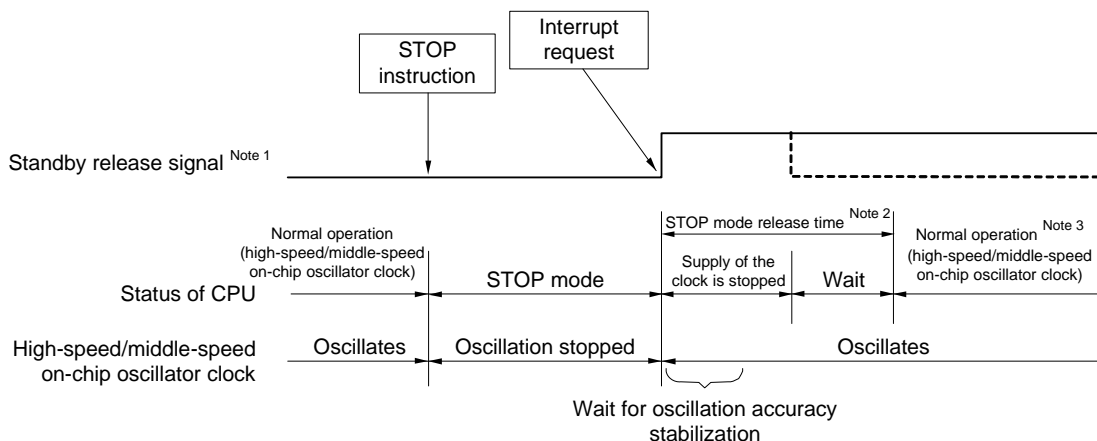 STOP
instruction
Interrupt
request
Standby release signal Note 1
STOP mode release time Note 2
Normal operation
(high-speed/middle-speed
on-chip oscillator clock)
Supply of the
clock is stopped
Normal operation Note 3
(high-speed/middle-speed
on-chip oscillator clock)
Status of CPU
STOP mode
Wait
High-speed/middle-speed
on-chip oscillator clock
Oscillates
Oscillation stopped
Oscillates
Wait for oscillation accuracy
stabilization